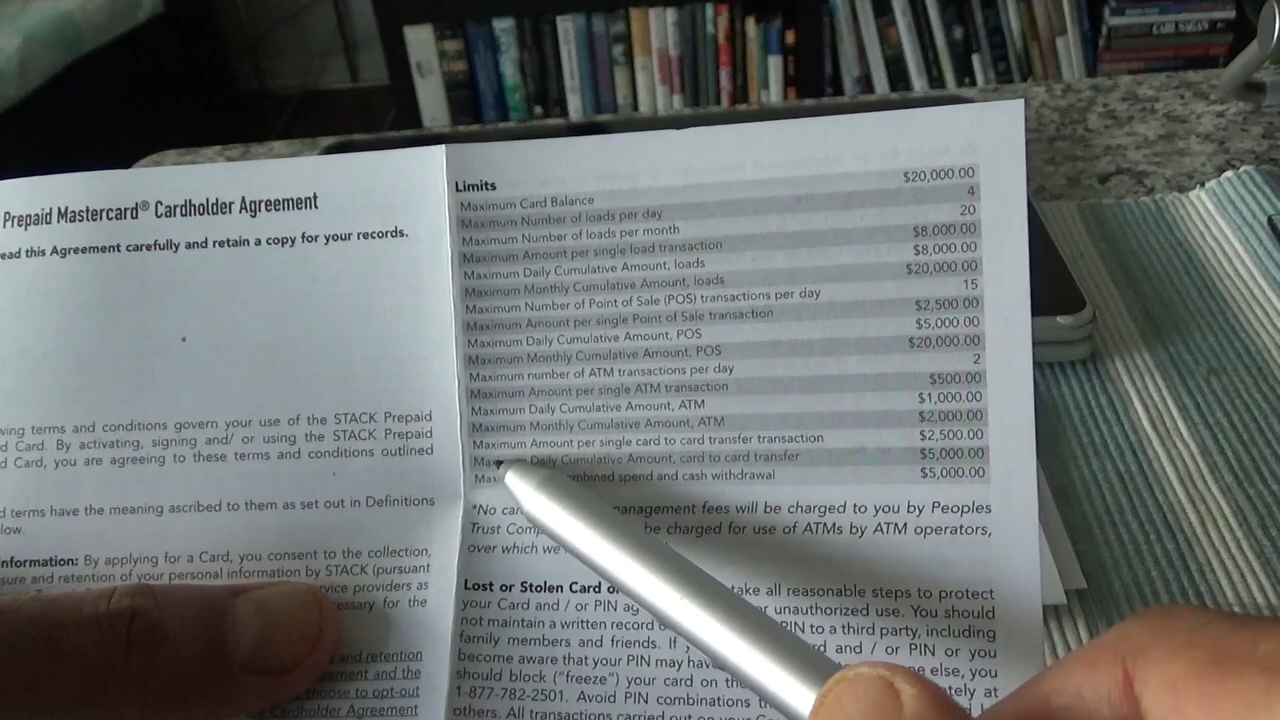 CARL SAGAN
Prepaid Mastercard® Cardholder Agreement
ead this Agreement carefully and retain a copy for your records.
wing terms and conditions govern your use of the STACK Prepaid
d Card. By activating, signing and/ or using the STACK Prepaid
d Card, you are agreeing to these terms and conditions outlined
d terms have the meaning ascribed to them as set out in Definitions
low.
nformation: By applying for a Card, you consent to the collection,
sure and retention of your personal information by STACK (pursuant
rvice providers as
essary for the
and retention
ement and the
hoose to opt-out
Cardholder Agreement
Limits
Maximum Card Balance $20,000.00
Maximum Number of loads per day 4
Maximum Number of loads per month 20
Maximum Amount per single load transaction $8,000.00
Maximum Daily Cumulative Amount, loads $8,000.00
Maximum Monthly Cumulative Amount, loads $20,000.00
Maximum Number of Point of Sale (POS) transactions per day 15
Maximum Amount per single Point of Sale transaction $2,500.00
Maximum Daily Cumulative Amount, POS $5,000.00
Maximum Monthly Cumulative Amount, POS $20,000.00
Maximum number of ATM transactions per day 2
Maximum Amount per single ATM transaction $500.00
Maximum Daily Cumulative Amount, ATM $1,000.00
Maximum Monthly Cumulative Amount, ATM $2,000.00
Maximum Amount per single card to card transfer transaction $2,500.00
Daily Cumulative Amount, card to card transfer $5,000.00
ombined spend and cash withdrawal $5,000.00
*No anagement fees will be charged to you by Peoples
Trust be charged for use of ATMs by ATM operators,
over which we
Lost or Stolen Card take all reasonable steps to protect
your Card and / or PIN or unauthorized use. You should
not maintain a written record PIN to a third party, including
family members and friends. If rd and / or PIN or you
become aware that your PIN may ne else, you
should block ("freeze") your card on tely at
1-877-782-2501. Avoid PIN combinations
others. All transactions carried out on your